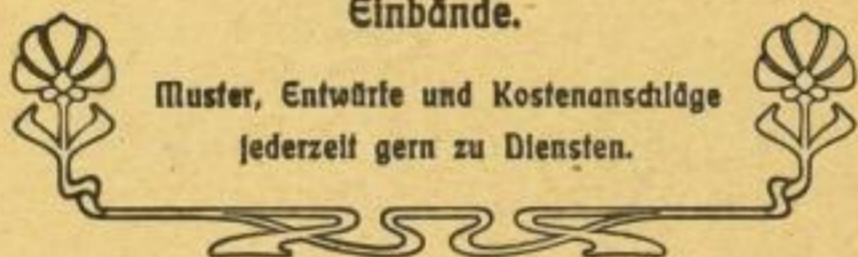 Einbände.
Muster, Entwürfe und Kostenanschläge
jederzeit gern zu Diensten.